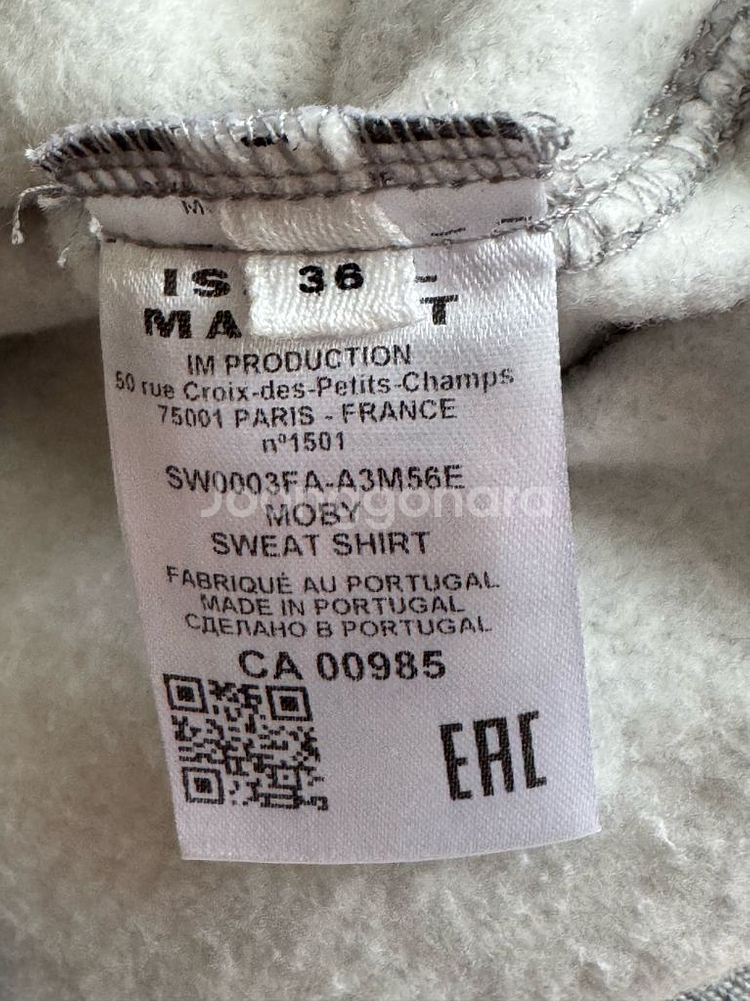 36
IM PRODUCTION
50 rue Croix-des-Petits-Champs
75001 PARIS - FRANCE
nº1501
SW0003FA-A3M56E
MOBY
SWEAT SHIRT
FABRIQUÉ AU PORTUGAL
MADE IN PORTUGAL
СДЕЛАНО В PORTUGAL
CA 00985
EAC